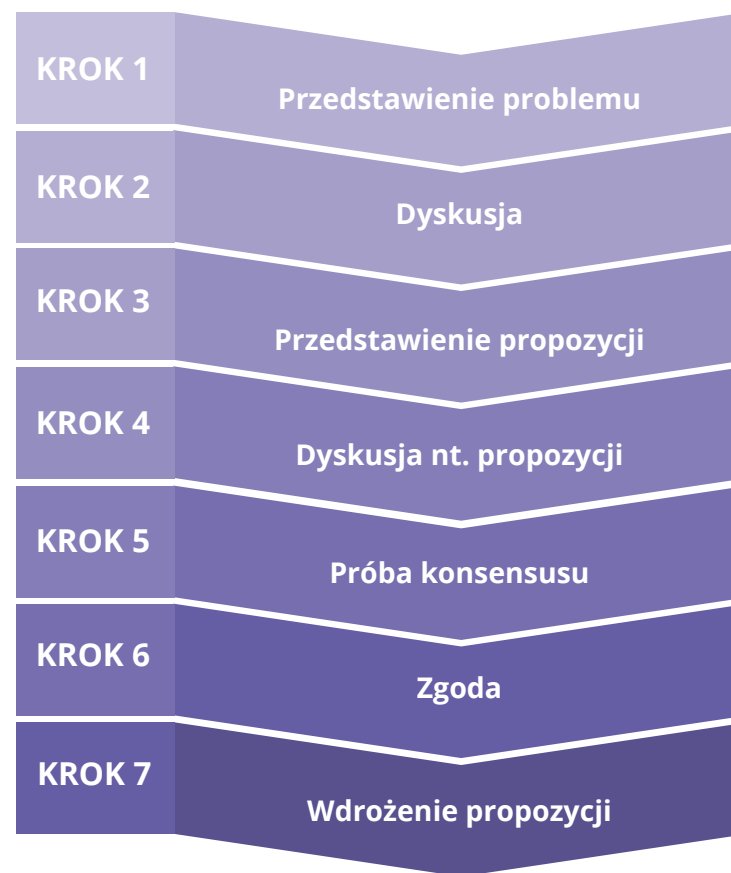 KROK 1
Przedstawienie problemu
KROK 2
Dyskusja
KROK 3
Przedstawienie propozycji
KROK 4
Dyskusja nt. propozycji
KROK 5
Próba konsensusu
KROK 6
Zgoda
KROK 7
Wdrożenie propozycji